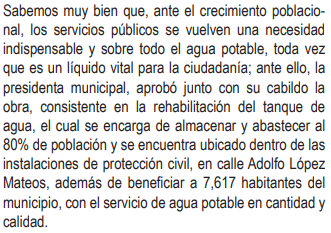 Sabemos muy bien que, ante el crecimiento poblacio-
nal, los servicios públicos se vuelven una necesidad
indispensable y sobre todo el agua potable, toda vez
que es un líquido vital para la ciudadanía; ante ello, la
presidenta municipal, aprobó junto con su cabildo la
obra, consistente en la rehabilitación del tanque de
agua, el cual se encarga de almacenar y abastecer al
80% de población y se encuentra ubicado dentro de las
instalaciones de protección civil, en calle Adolfo López
Mateos, además de beneficiar a 7,617 habitantes del
municipio, con el servicio de agua potable en cantidad y
calidad.